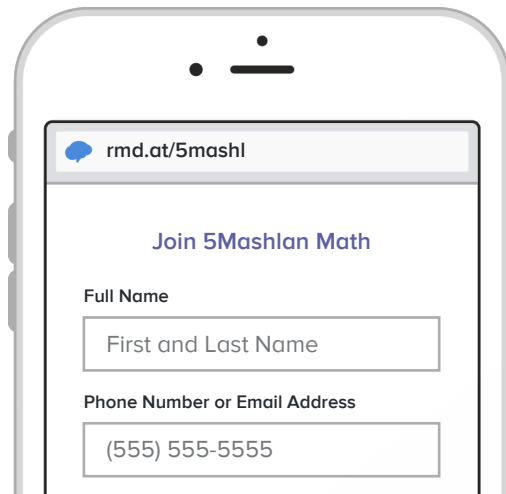 rmd.at/5mashl
Join 5Mashlan Math
Full Name
First and Last Name
Phone Number or Email Address
(555) 555-5555